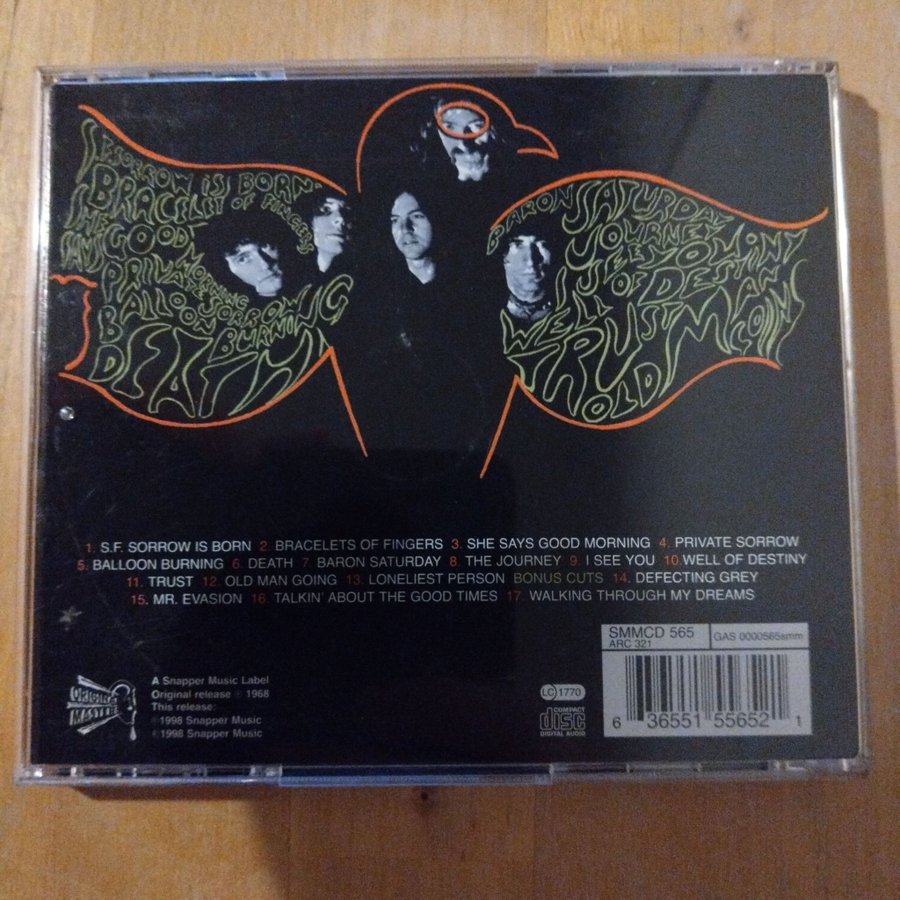 S.F. SORROW IS BORN
BRACELET OF FINGERS
SHE
SAYS GOOD
MORNING
PRIVATE SORROW
BALLOON BURNING
DEATH
BARON SATURDAY
JOURNEY
I SEE YOU
WELL OF DESTINY
TRUST
OLD MAN GOING
1. S.F. SORROW IS BORN 2. BRACELETS OF FINGERS 3. SHE SAYS GOOD MORNING 4. PRIVATE SORROW
5. BALLOON BURNING 6. DEATH 7. BARON SATURDAY 8. THE JOURNEY 9. I SEE YOU 10. WELL OF DESTINY
11. TRUST 12. OLD MAN GOING 13. LONELIEST PERSON BONUS CUTS 14. DEFECTING GREY
15. MR. EVASION 16. TALKIN' ABOUT THE GOOD TIMES 17. WALKING THROUGH MY DREAMS
SMMCD 565
ARC 321
GAS 0000565smm
6 36551 55652 1
ORIGINAL
MASTERS
A Snapper Music Label
Original release ℗ 1968
This release:
℗1998 Snapper Music
©1998 Snapper Music
LC 1770
COMPACT
disc
DIGITAL AUDIO